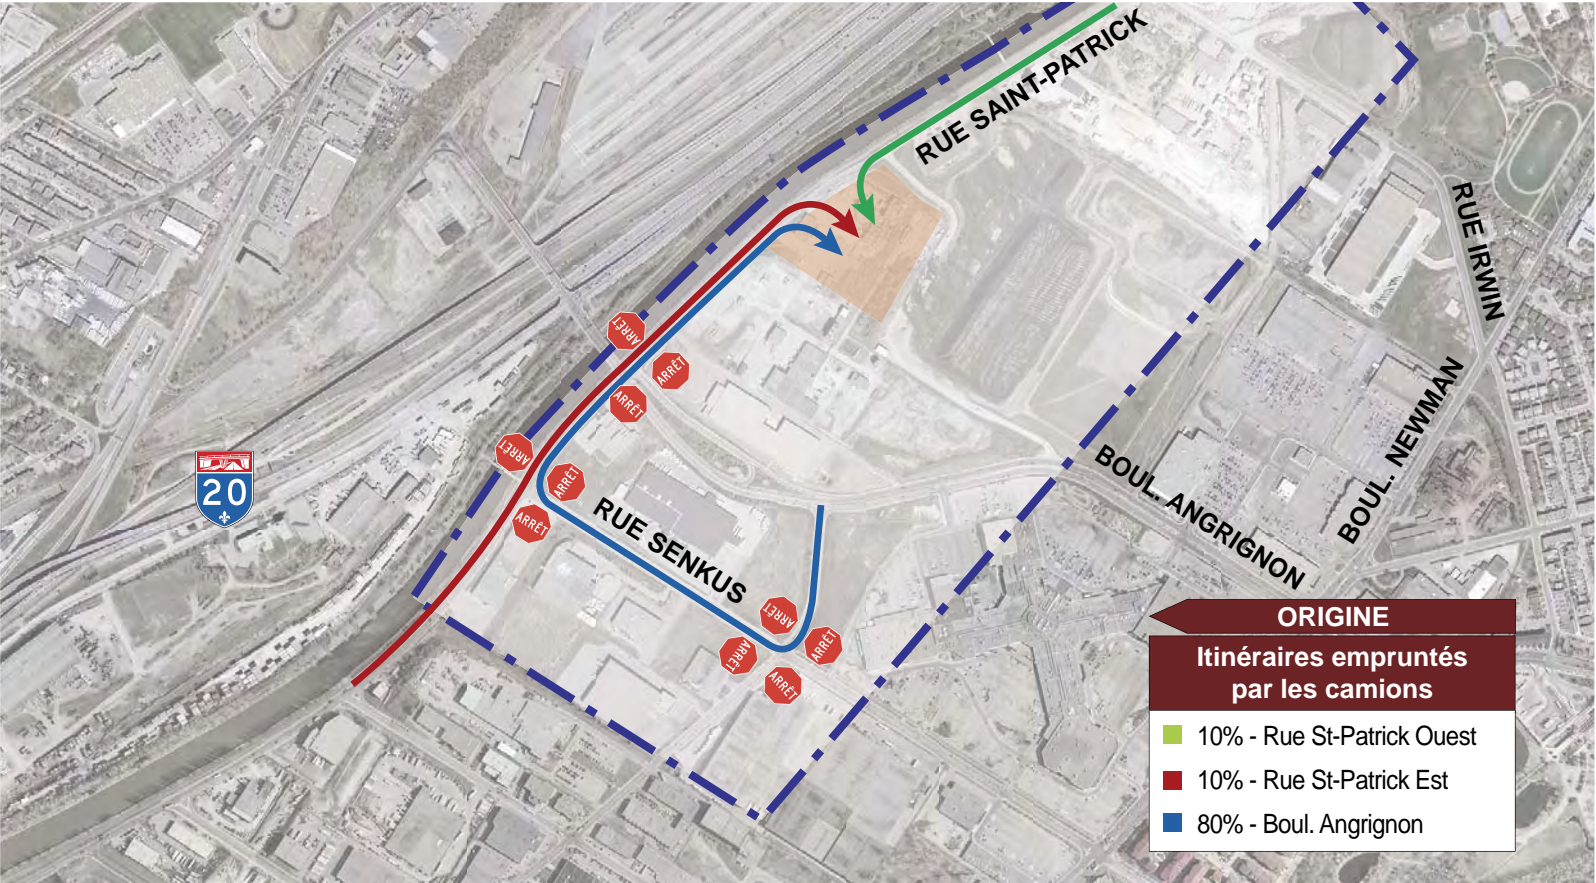 RUE SAINT-PATRICK
RUE IRWIN
ARRÊT
ARRÊT
ARRÊT
BOUL. NEWMAN
BOUL. ANGRIGNON
ARRÊT
ARRÊT
ARRÊT
20
RUE SENKUS
ARRÊT
ARRÊT
ARRÊT
ARRÊT
ORIGINE
Itinéraires empruntés
par les camions
10% - Rue St-Patrick Ouest
10% - Rue St-Patrick Est
80% - Boul. Angrignon